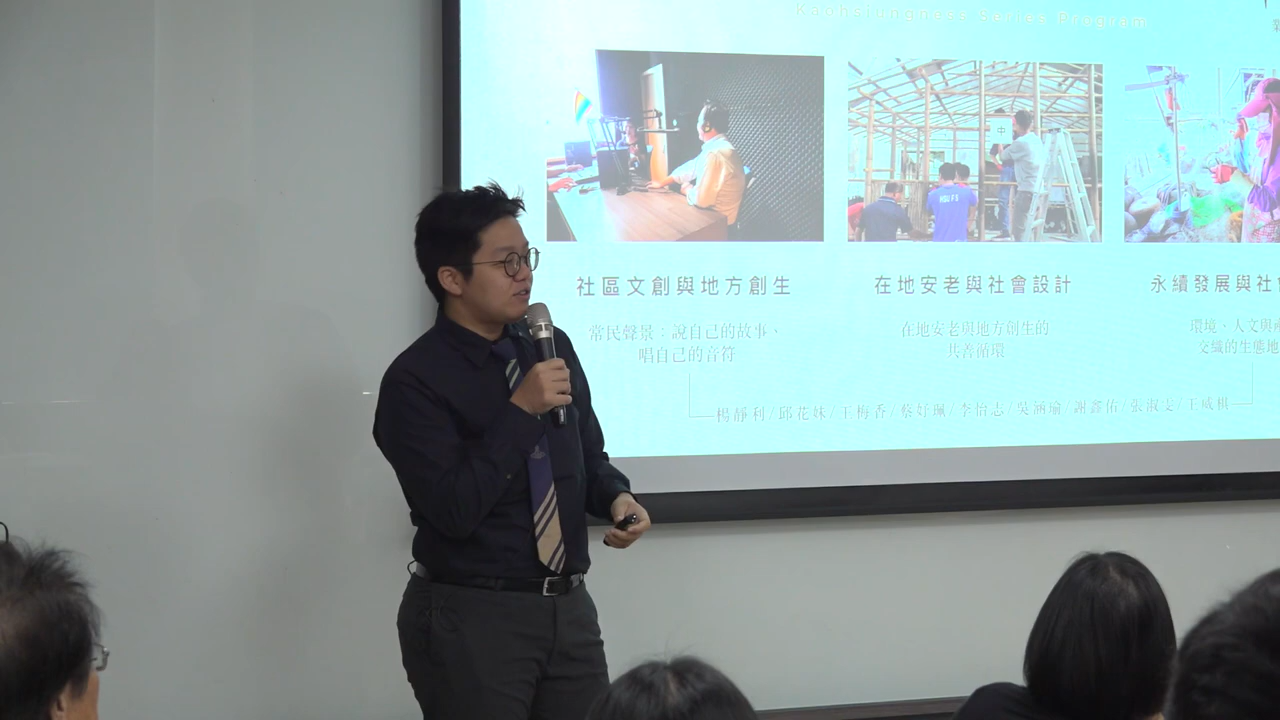 Kaohsiungness Series Program
社區文創與地方創生
在地安老與社會設計
永續發展與社
常民聲景：說自己的故事、
唱自己的音符
在地安老與地方創生的
共善循環
環境、人文與
交織的生態地
楊靜利/邱花妹/王梅香/蔡妤珮/李怡志/吳涵瑜/謝鑫佑/張淑雯/王威棋